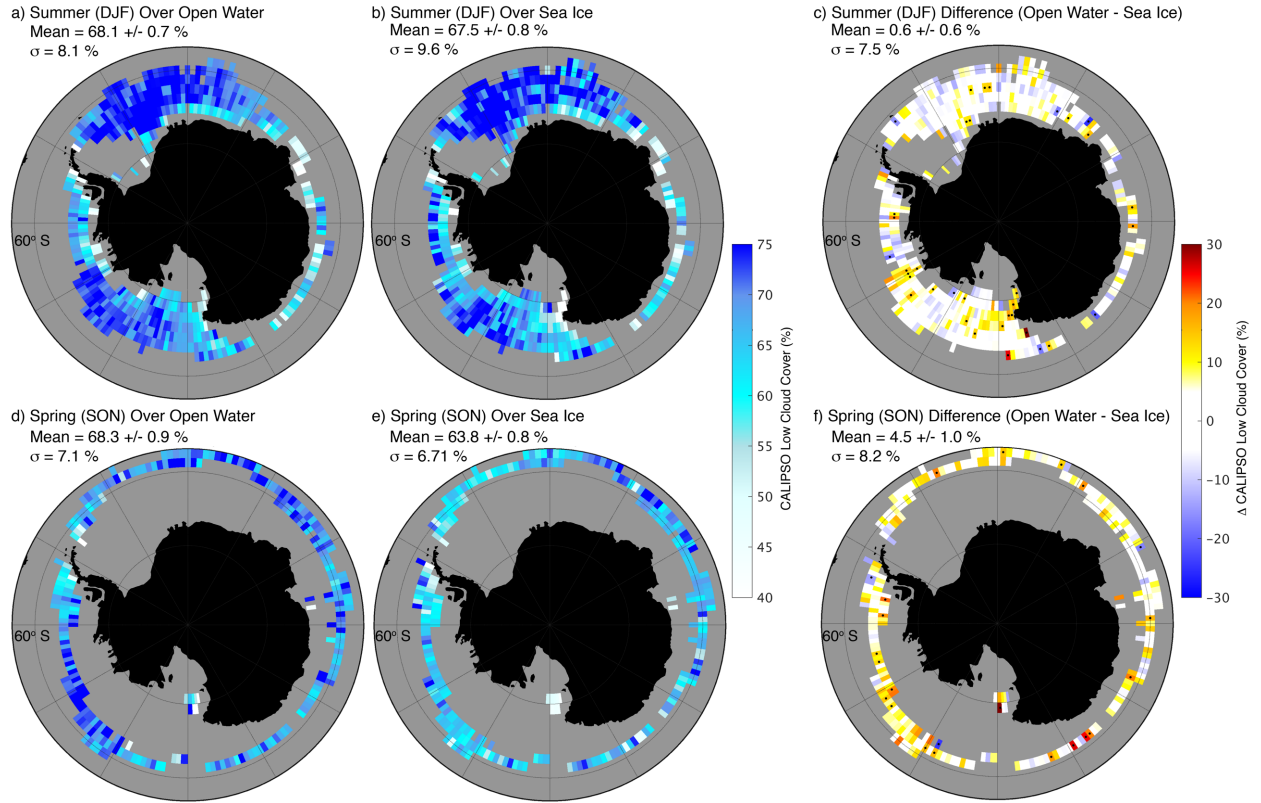 a) Summer (DJF) Over Open Water
Mean = 68.1 +/- 0.7 %
σ = 8.1 %
b) Summer (DJF) Over Sea Ice
Mean = 67.5 +/- 0.8 %
σ = 9.6 %
c) Summer (DJF) Difference (Open Water - Sea Ice)
Mean = 0.6 +/- 0.6 %
σ = 7.5 %
60° S
60° S
60° S
75
70
65
60
55
50
45
40
CALIPSO Low Cloud Cover (%)
30
20
10
0
−10
−20
−30
Δ CALIPSO Low Cloud Cover (%)
d) Spring (SON) Over Open Water
Mean = 68.3 +/- 0.9 %
σ = 7.1 %
e) Spring (SON) Over Sea Ice
Mean = 63.8 +/- 0.8 %
σ = 6.71 %
f) Spring (SON) Difference (Open Water - Sea Ice)
Mean = 4.5 +/- 1.0 %
σ = 8.2 %
60° S
60° S
60° S